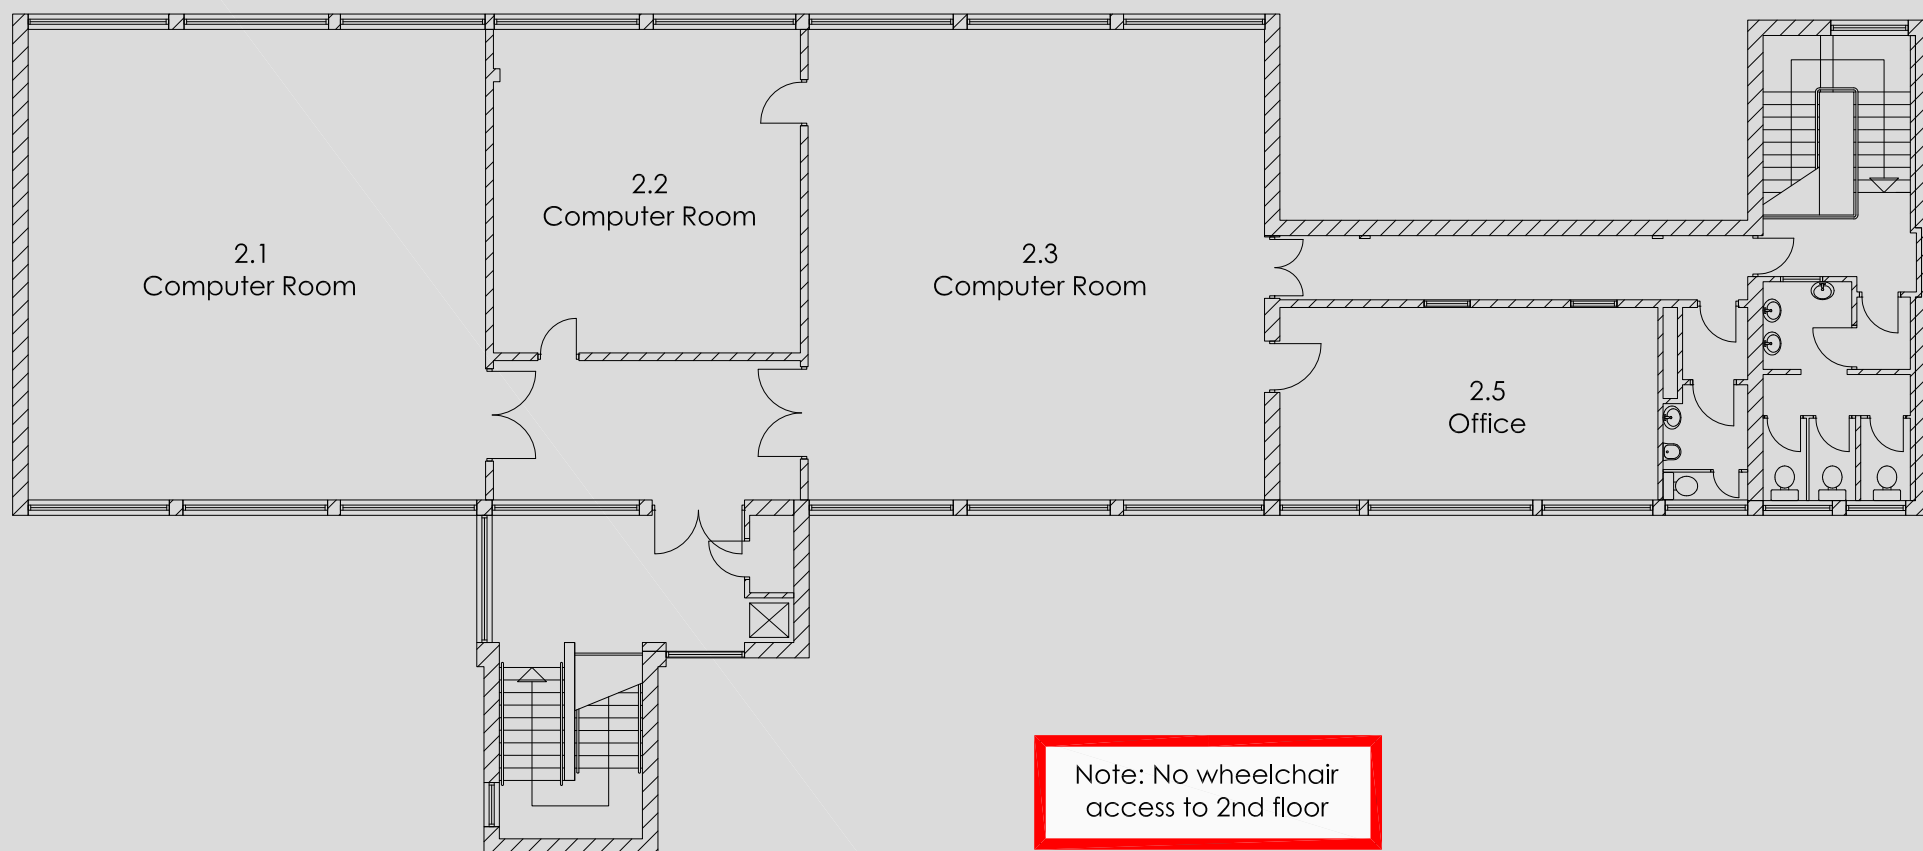 2.1
Computer Room
2.2
Computer Room
2.3
Computer Room
2.5
Office
Note: No wheelchair
access to 2nd floor